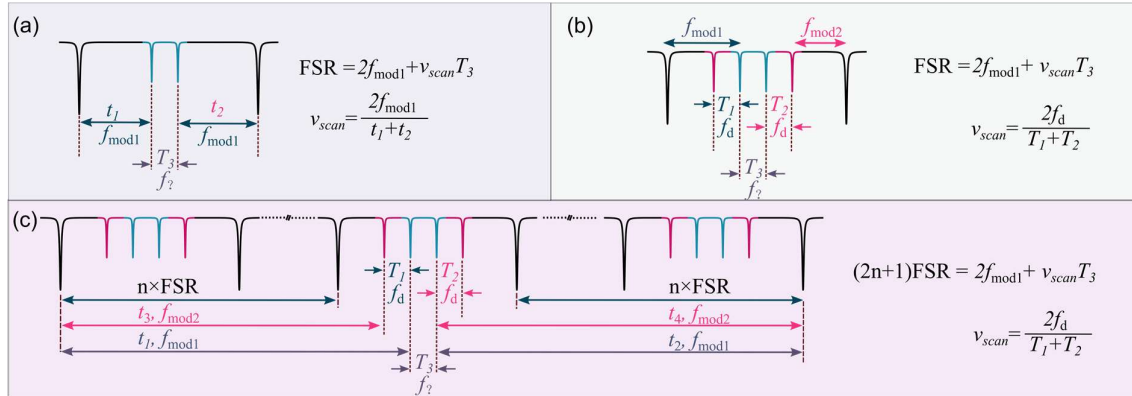 (a)
FSR = 2f_mod1 + v_scan T_3
v_scan = 2f_mod1 / t_1 + t_2
t_1
f_mod1
t_2
f_mod1
T_3
f_?
(b)
f_mod1
f_mod2
FSR = 2f_mod1 + v_scan T_3
v_scan = 2f_d / T_1 + T_2
T_1
f_d
T_2
f_d
T_3
f_?
(c)
n×FSR
T_1
f_d
T_2
f_d
n×FSR
t_3, f_mod2
t_4, f_mod2
t_1, f_mod1
t_2, f_mod1
T_3
f_?
(2n+1)FSR = 2f_mod1 + v_scan T_3
v_scan = 2f_d / T_1 + T_2